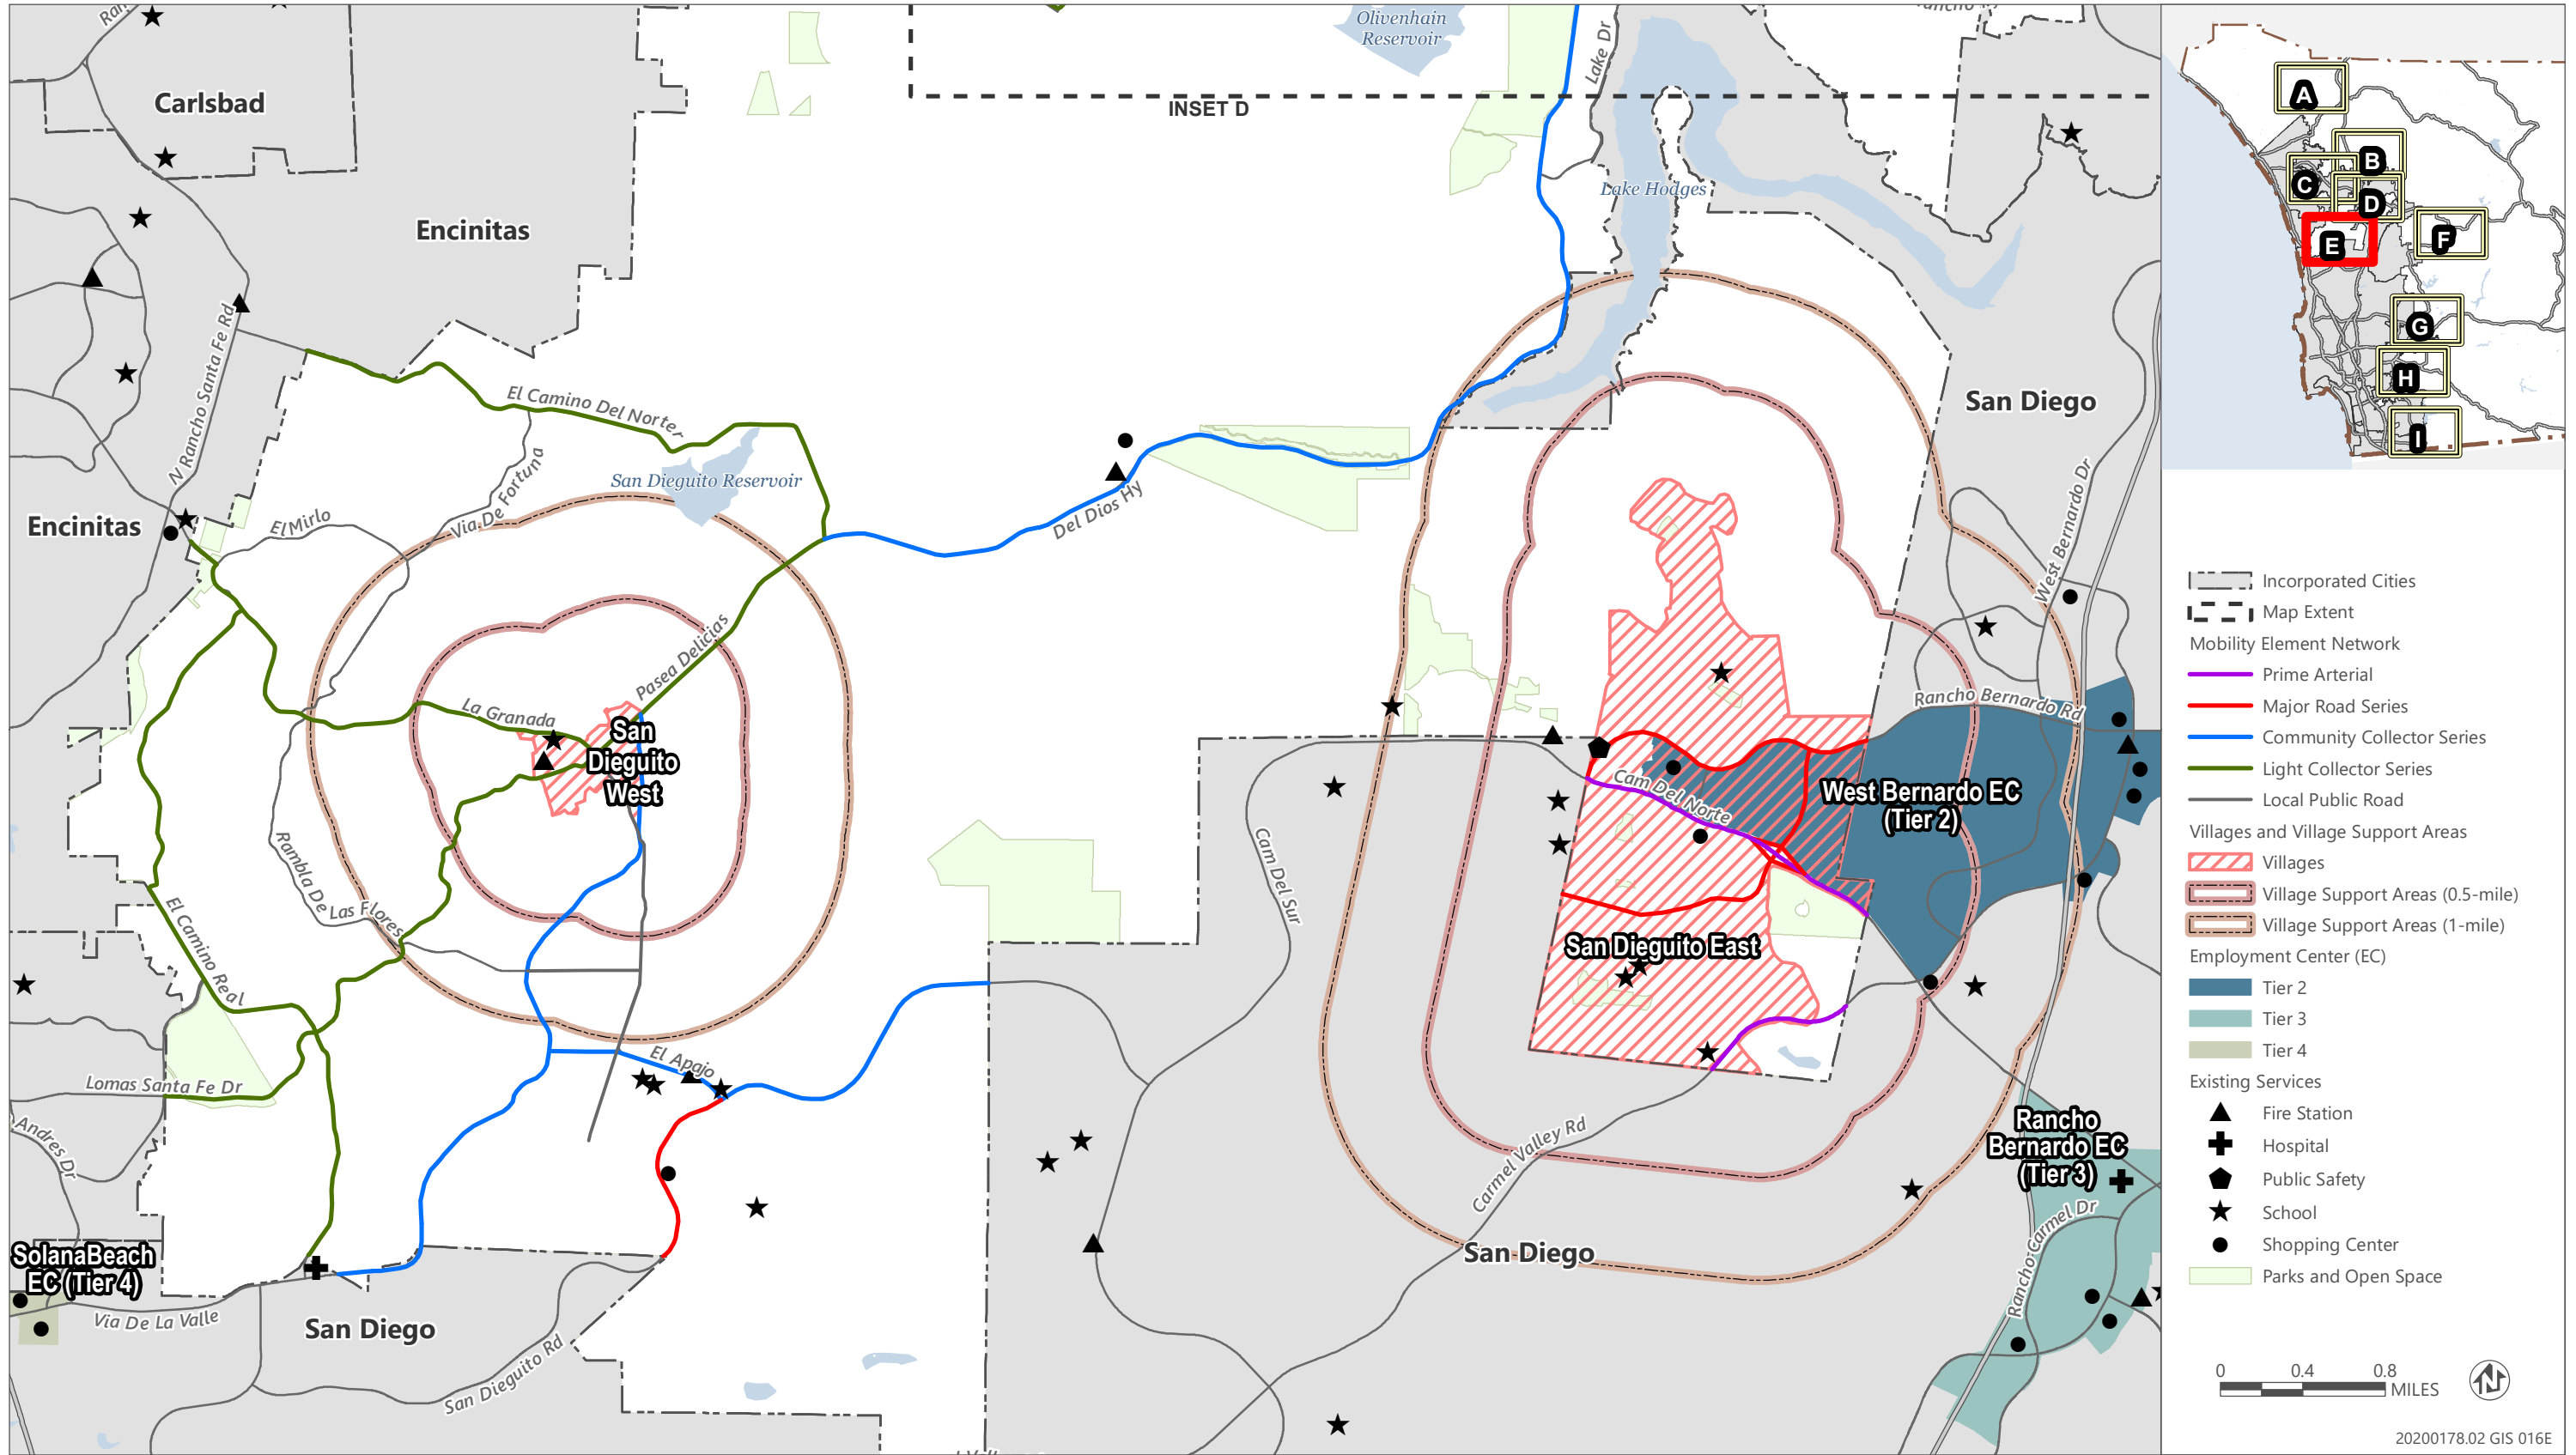 Carlsbad
Encinitas
Encinitas
N Rancho Santa Fe Rd
El Camino Del Norter
San Dieguito Reservoir
Via De Fortuna
El Mirlo
La Granada
Pasea Delicias
San
Dieguito
West
Rambla De Las Flores
El Camino Real
Lomas Santa Fe Dr
Andres Dr
SolanaBeach
EC (Tier 4)
Via De La Valle
San Diego
San Dieguito Rd
El Apajo
Del Dios Hy
INSET D
Olivenhain
Reservoir
Lake Dr
Lake Hodges
San Diego
West Bernardo Dr
Rancho Bernardo Rd
West Bernardo EC
(Tier 2)
Cam Del Norte
Cam Del Sur
San Dieguito East
Carmel Valley Rd
San Diego
Rancho
Bernardo EC
(Tier 3)
Rancho Carmel Dr
A
B
C
D
E
F
G
H
I
Incorporated Cities
Map Extent
Mobility Element Network
Prime Arterial
Major Road Series
Community Collector Series
Light Collector Series
Local Public Road
Villages and Village Support Areas
Villages
Village Support Areas (0.5-mile)
Village Support Areas (1-mile)
Employment Center (EC)
Tier 2
Tier 3
Tier 4
Existing Services
Fire Station
Hospital
Public Safety
School
Shopping Center
Parks and Open Space
0 0.4 0.8
MILES
N
20200178.02 GIS 016E